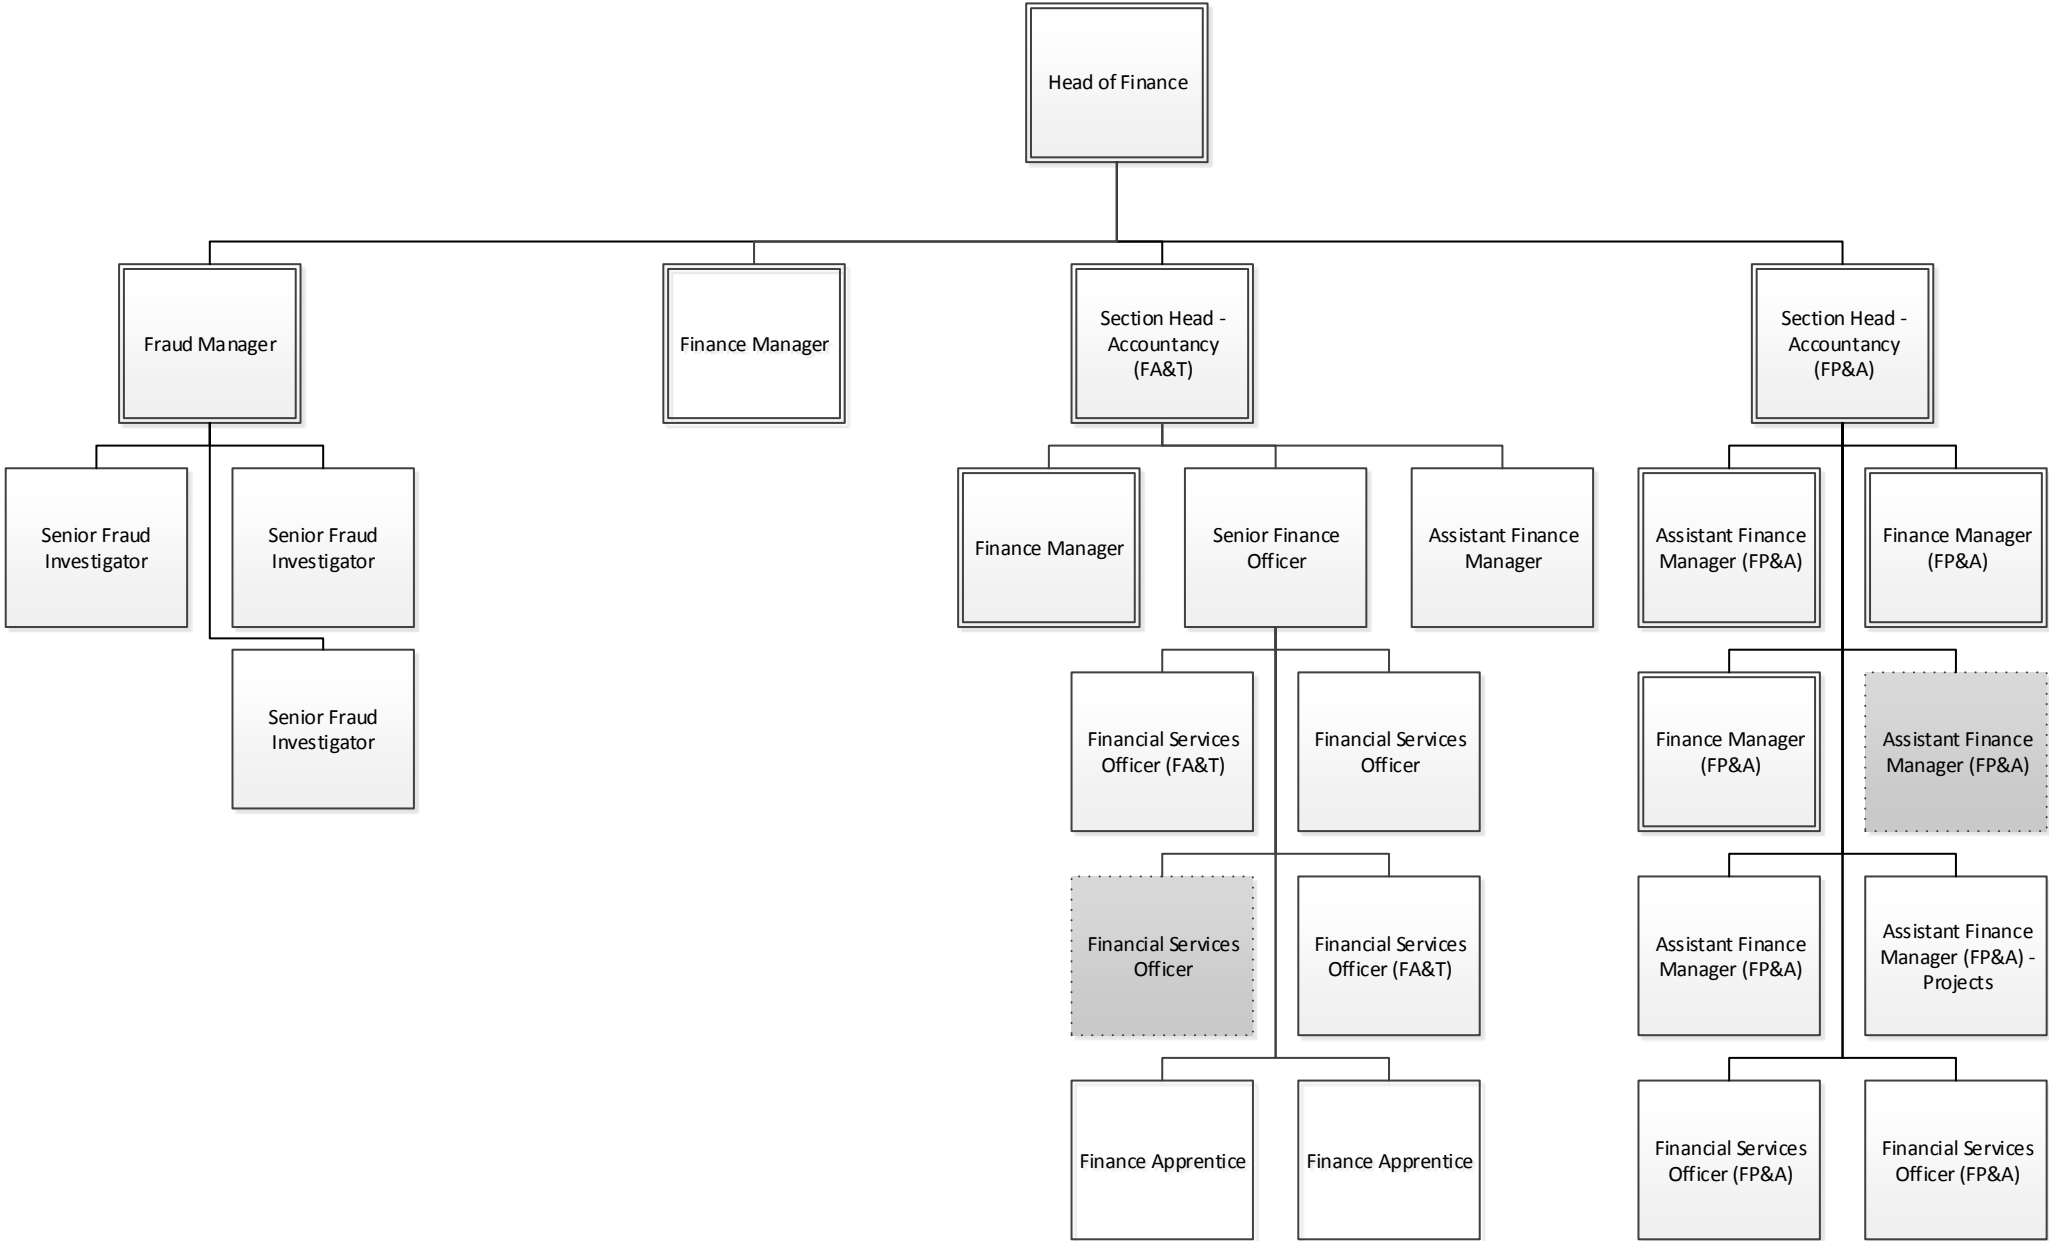 Head of Finance
Fraud Manager
Finance Manager
Section Head -
Accountancy
(FA&T)
Section Head -
Accountancy
(FP&A)
Senior Fraud
Investigator
Senior Fraud
Investigator
Finance Manager
Senior Finance
Officer
Assistant Finance
Manager
Assistant Finance
Manager (FP&A)
Finance Manager
(FP&A)
Senior Fraud
Investigator
Financial Services
Officer (FA&T)
Financial Services
Officer
Finance Manager
(FP&A)
Assistant Finance
Manager (FP&A)
Financial Services
Officer
Financial Services
Officer (FA&T)
Assistant Finance
Manager (FP&A)
Assistant Finance
Manager (FP&A) -
Projects
Finance Apprentice
Finance Apprentice
Financial Services
Officer (FP&A)
Financial Services
Officer (FP&A)